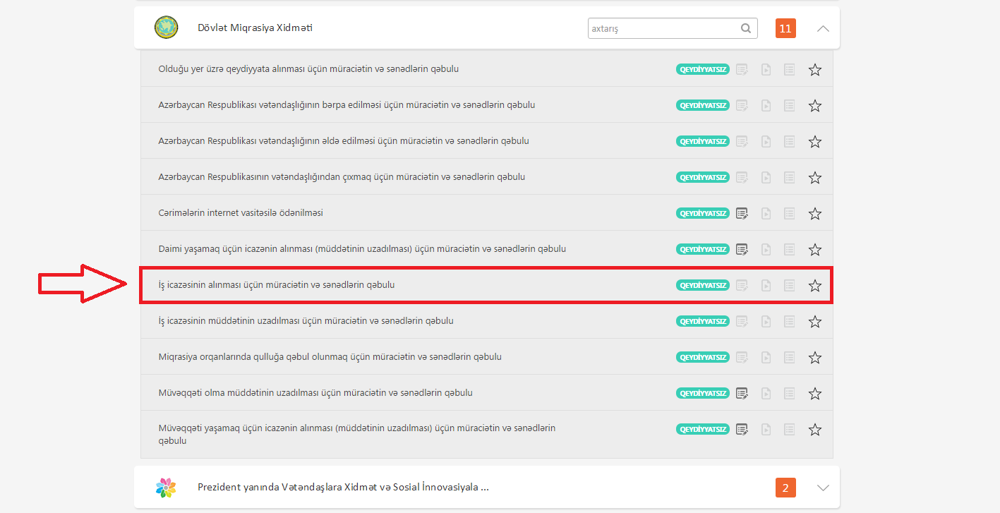 Dövlət Miqrasiya Xidməti
axtarış
11
Olduğu yer üzrə qeydiyyata alınması üçün müraciətin və sənədlərin qəbulu
QEYDİYYATSIZ
Azərbaycan Respublikası vətəndaşlığının bərpa edilməsi üçün müraciətin və sənədlərin qəbulu
QEYDİYYATSIZ
Azərbaycan Respublikası vətəndaşlığının əldə edilməsi üçün müraciətin və sənədlərin qəbulu
QEYDİYYATSIZ
Azərbaycan Respublikasının vətəndaşlığından çıxmaq üçün müraciətin və sənədlərin qəbulu
QEYDİYYATSIZ
Cərimələrin internet vasitəsilə ödənilməsi
QEYDİYYATSIZ
Daimi yaşamaq üçün icazənin alınması (müddətinin uzadılması) üçün müraciətin və sənədlərin qəbulu
QEYDİYYATSIZ
İş icazəsinin alınması üçün müraciətin və sənədlərin qəbulu
QEYDİYYATSIZ
İş icazəsinin müddətinin uzadılması üçün müraciətin və sənədlərin qəbulu
QEYDİYYATSIZ
Miqrasiya orqanlarında qulluğa qəbul olunmaq üçün müraciətin və sənədlərin qəbulu
QEYDİYYATSIZ
Müvəqqəti olma müddətinin uzadılması üçün müraciətin və sənədlərin qəbulu
QEYDİYYATSIZ
Müvəqqəti yaşamaq üçün icazənin alınması (müddətinin uzadılması) üçün müraciətin və sənədlərin
qəbulu
QEYDİYYATSIZ
Prezident yanında Vətəndaşlara Xidmət və Sosial İnnovasiyala ...
2